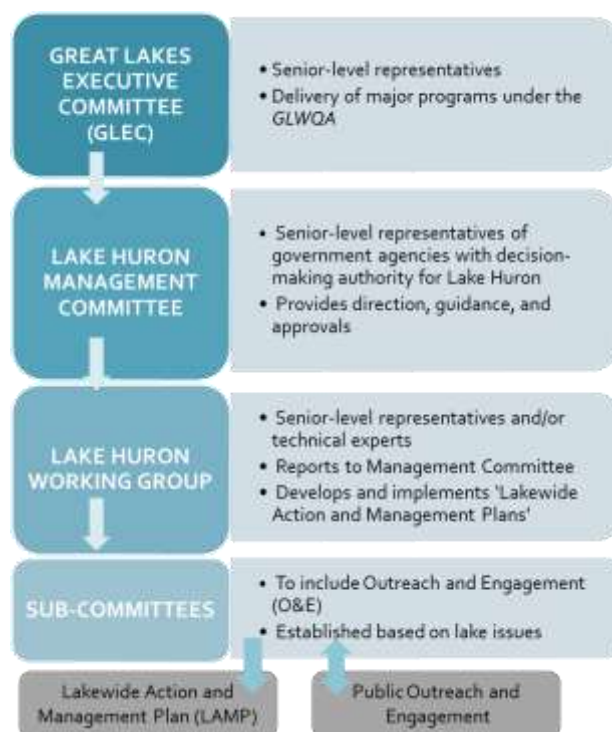 GREAT LAKES
EXECUTIVE
COMMITTEE
(GLEC)
• Senior-level representatives
• Delivery of major programs under the
GLWQA
LAKE HURON
MANAGEMENT
COMMITTEE
• Senior-level representatives of
government agencies with decision-
making authority for Lake Huron
• Provides direction, guidance, and
approvals
LAKE HURON
WORKING GROUP
• Senior-level representatives and/or
technical experts
• Reports to Management Committee
• Develops and implements 'Lakewide
Action and Management Plans'
SUB-COMMITTEES
• To include Outreach and Engagement
(O&E)
• Established based on lake issues
Lakewide Action and
Management Plan (LAMP)
Public Outreach and
Engagement